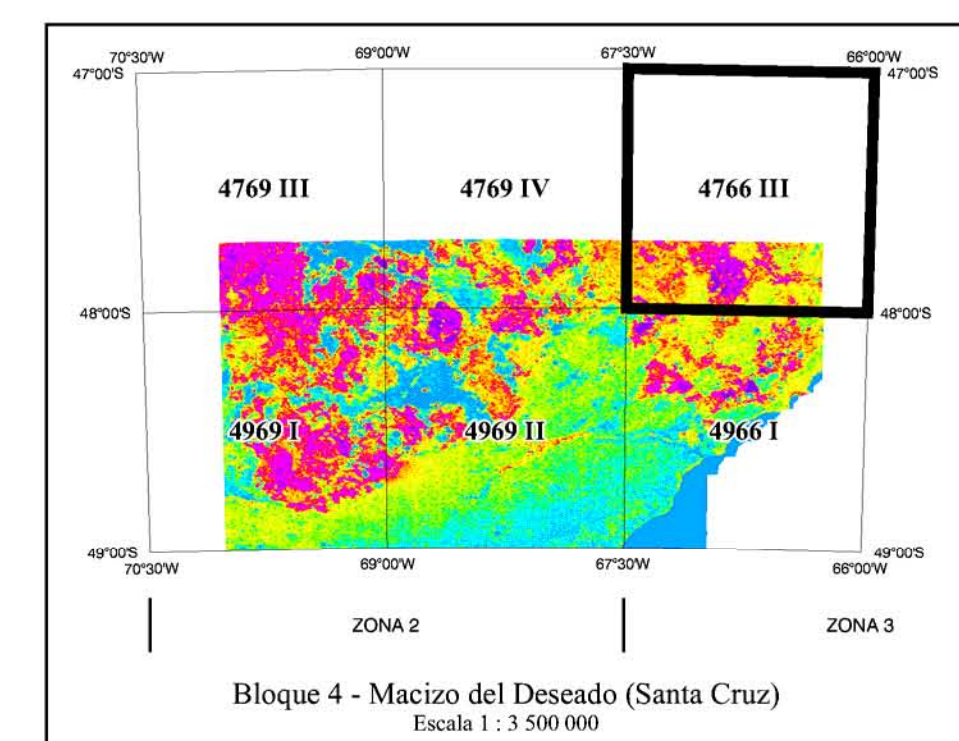 70°30'W 69°00'W 67°30'W 66°00'W
47°00'S 47°00'S
4769 III 4769 IV 4766 III
48°00'S 48°00'S
4969 I 4969 II 4966 I
49°00'S 49°00'S
70°30'W 69°00'W 67°30'W 66°00'W
ZONA 2 ZONA 3
Bloque 4 - Macizo del Deseado (Santa Cruz)
Escala 1 : 3 500 000